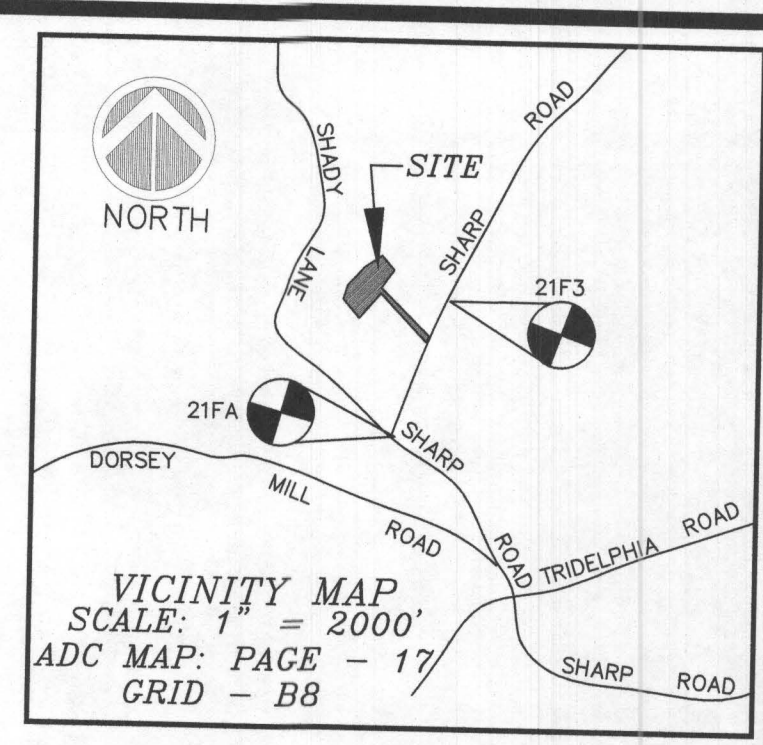 NORTH
SHADY
LANE
SITE
SHARP
ROAD
21F3
21FA
SHARP
ROAD
DORSEY
MILL
ROAD
TRIDELPHIA ROAD
SHARP ROAD
VICINITY MAP
SCALE: 1" = 2000'
ADC MAP: PAGE - 17
GRID - B8